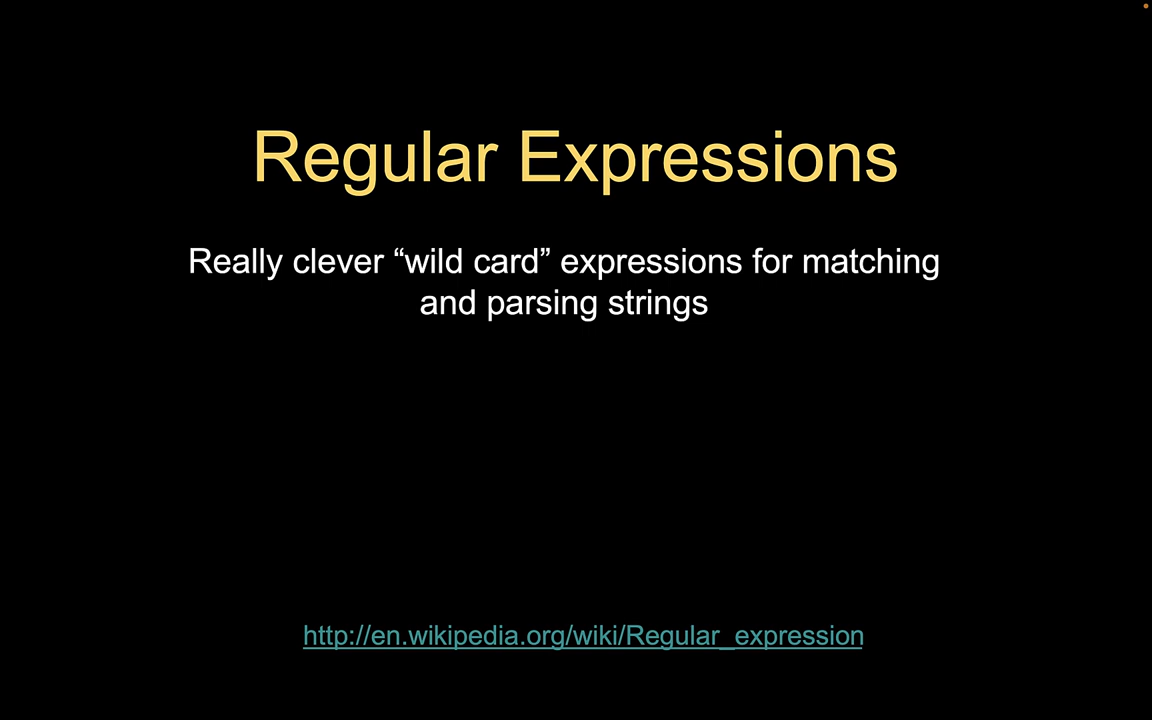 Regular Expressions
Really clever “wild card” expressions for matching
and parsing strings
http://en.wikipedia.org/wiki/Regular_expression